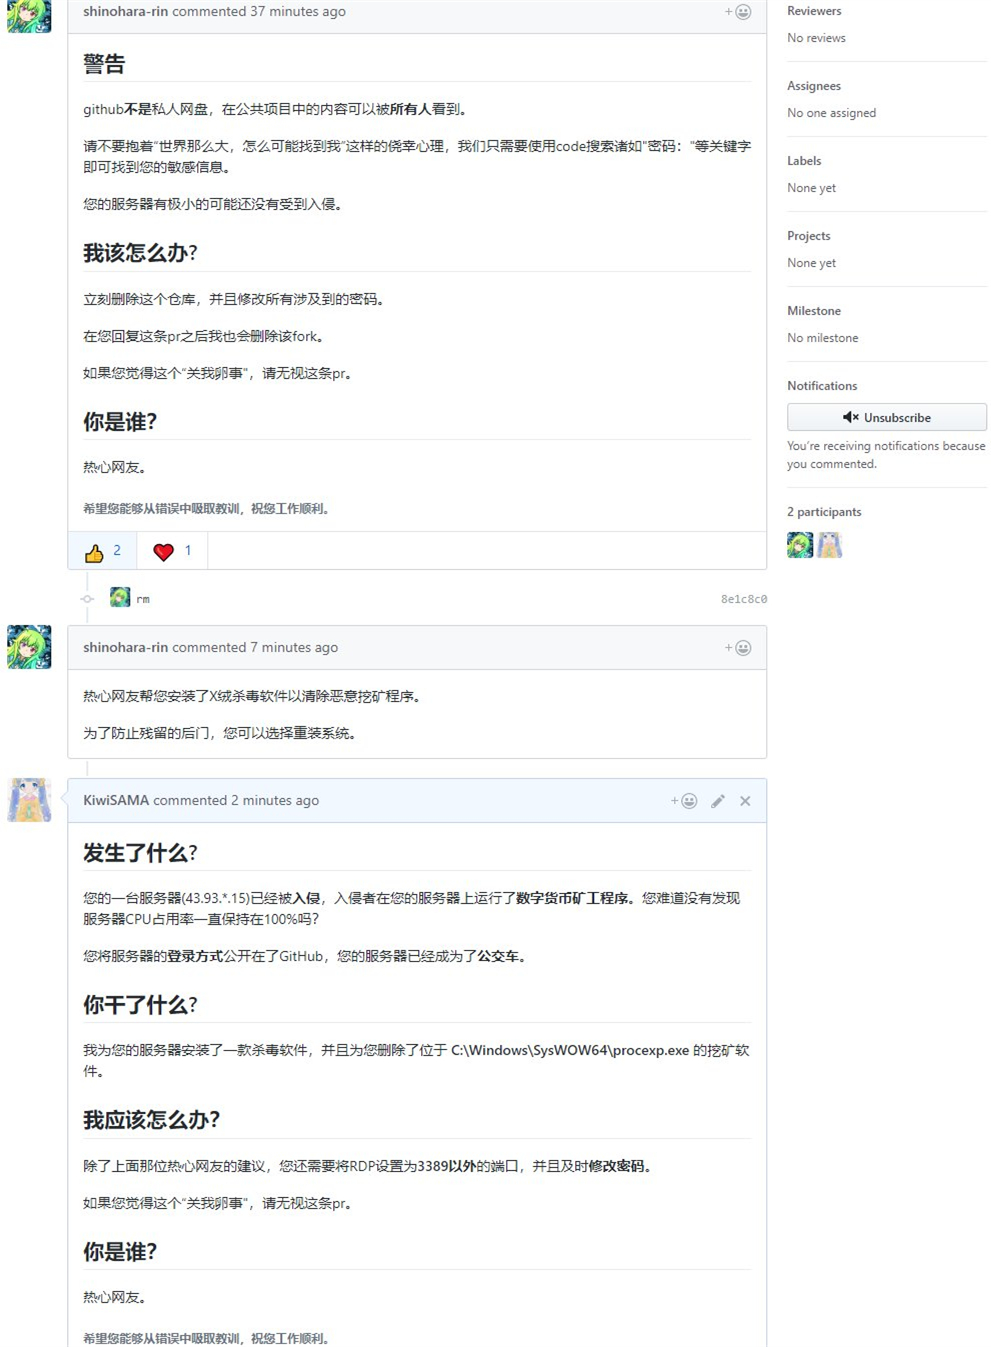 shinohara-rin commented 37 minutes ago
警告
github不是私人网盘，在公共项目中的内容可以被所有人看到。
请不要抱着“世界那么大，怎么可能找到我”这样的侥幸心理，我们只需要使用code搜索诸如"密码："等关键字
即可找到您的敏感信息。
您的服务器有极小的可能还没有受到入侵。
我该怎么办?
立刻删除这个仓库，并且修改所有涉及到的密码。
在您回复这条pr之后我也会删除该fork。
如果您觉得这个“关我卵事”，请无视这条pr。
你是谁?
热心网友。
希望您能够从错误中吸取教训，祝您工作顺利。
2
1
rm
8e1c8c0
shinohara-rin commented 7 minutes ago
热心网友帮您安装了X绒杀毒软件以清除恶意挖矿程序。
为了防止残留的后门，您可以选择重装系统。
KiwiSAMA commented 2 minutes ago
发生了什么?
您的一台服务器(43.93.*.15)已经被入侵，入侵者在您的服务器上运行了数字货币矿工程序。您难道没有发现
服务器CPU占用率一直保持在100%吗?
您将服务器的登录方式公开在了GitHub，您的服务器已经成为了公交车。
你干了什么?
我为您的服务器安装了一款杀毒软件，并且为您删除了位于 C:\Windows\SysWOW64\procexp.exe 的挖矿软
件。
我应该怎么办?
除了上面那位热心网友的建议，您还需要将RDP设置为3389以外的端口，并且及时修改密码。
如果您觉得这个“关我卵事”，请无视这条pr。
你是谁?
热心网友。
希望您能够从错误中吸取教训，祝您工作顺利。
Reviewers
No reviews
Assignees
No one assigned
Labels
None yet
Projects
None yet
Milestone
No milestone
Notifications
Unsubscribe
You’re receiving notifications because
you commented.
2 participants